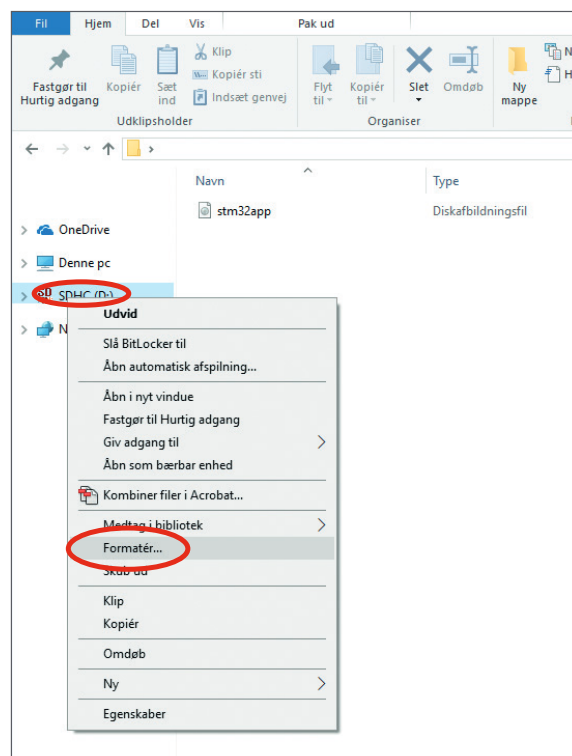 Fil Hjem Del Vis Pak ud
Fastgør til Hurtig adgang
Kopiér
Sæt ind
Klip
Kopiér sti
Indsæt genvej
Udklipsholder
Flyt til
Kopiér til
Slet
Omdøb
Ny mappe
Organiser
N
H
Navn Type
stm32app Diskafbildningsfil
OneDrive
Denne pc
SDHC (D:)
N
Udvid
Slå BitLocker til
Åbn automatisk afspilning...
Åbn i nyt vindue
Fastgør til Hurtig adgang
Giv adgang til
Åbn som bærbar enhed
Kombiner filer i Acrobat...
Medtag i bibliotek
Formatér...
Skub ud
Klip
Kopiér
Omdøb
Ny
Egenskaber